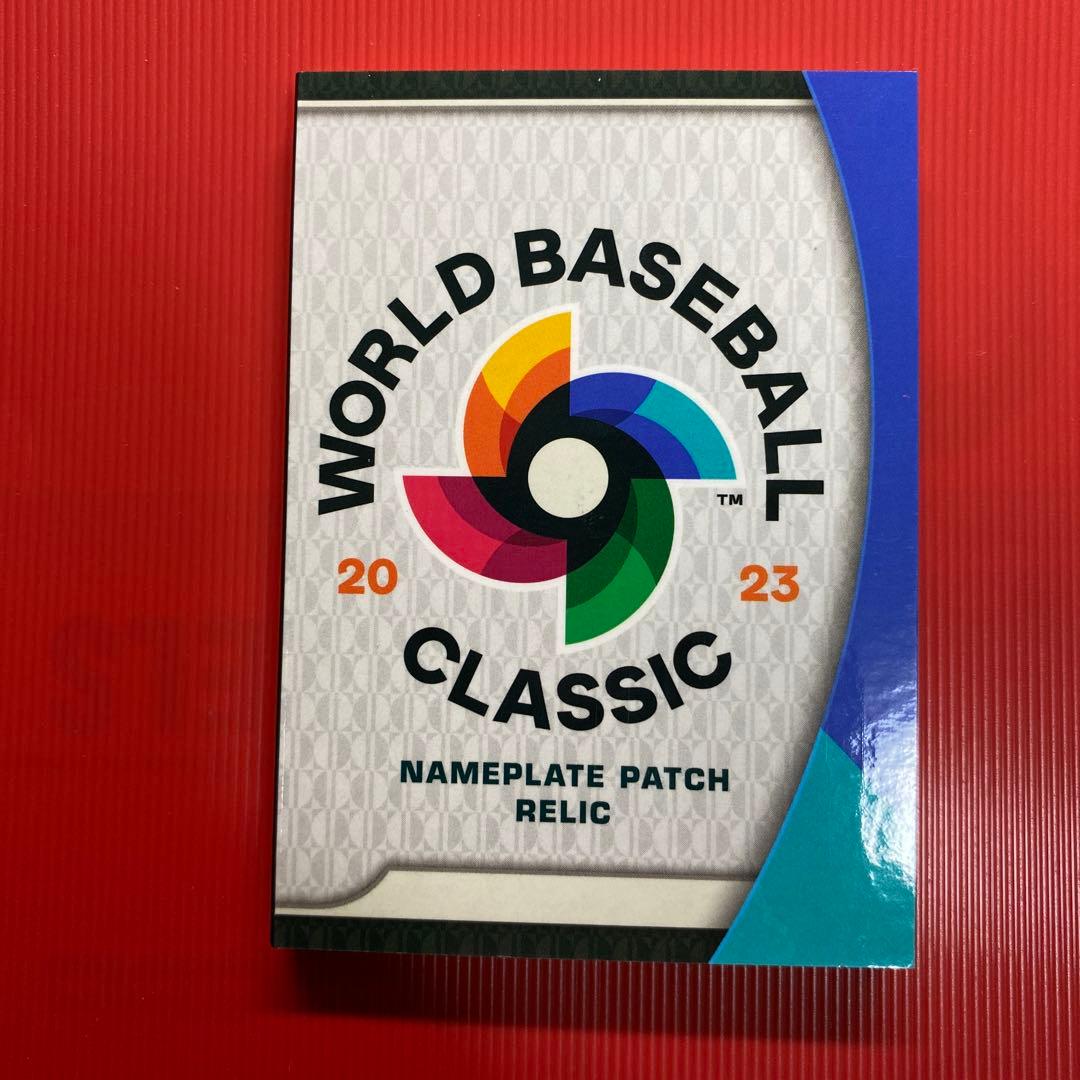 WORLD BASEBALL
TM
20 23
CLASSIC
NAMEPLATE PATCH
RELIC